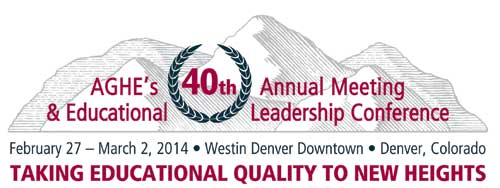 AGHE's 40th Annual Meeting
& Educational Leadership Conference
February 27 – March 2, 2014 • Westin Denver Downtown • Denver, Colorado
TAKING EDUCATIONAL QUALITY TO NEW HEIGHTS